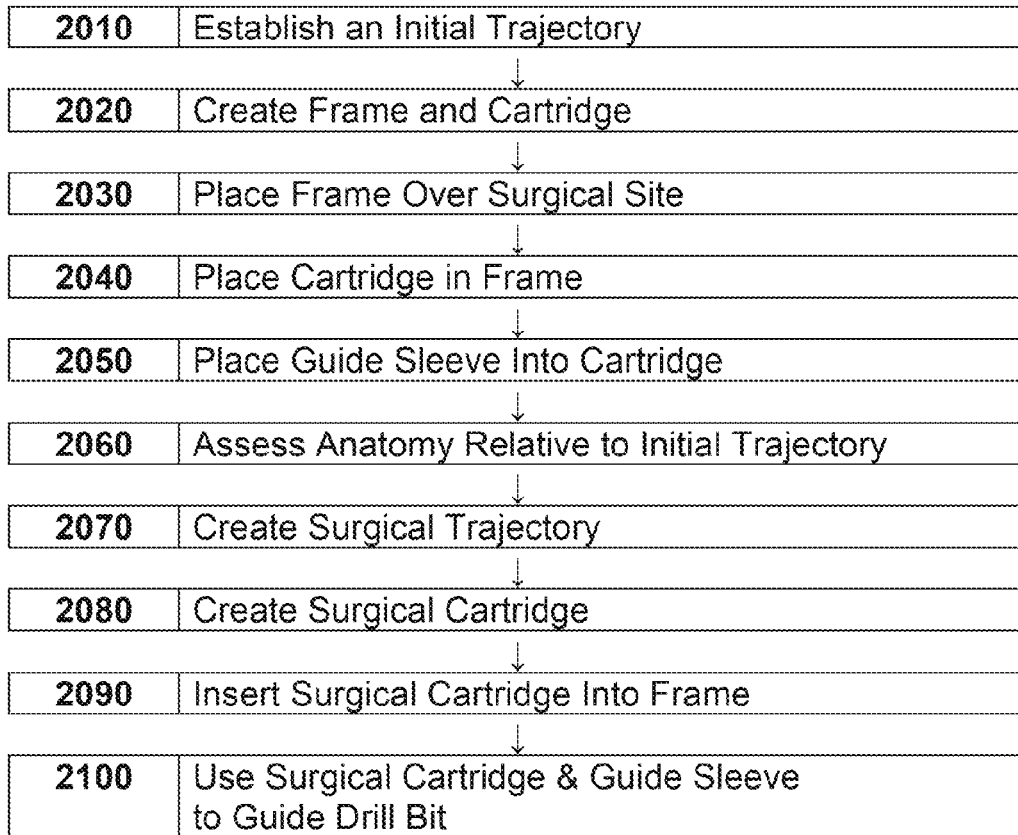 2010 Establish an Initial Trajectory
↓
2020 Create Frame and Cartridge
↓
2030 Place Frame Over Surgical Site
↓
2040 Place Cartridge in Frame
↓
2050 Place Guide Sleeve Into Cartridge
↓
2060 Assess Anatomy Relative to Initial Trajectory
↓
2070 Create Surgical Trajectory
↓
2080 Create Surgical Cartridge
↓
2090 Insert Surgical Cartridge Into Frame
↓
2100 Use Surgical Cartridge & Guide Sleeve
to Guide Drill Bit